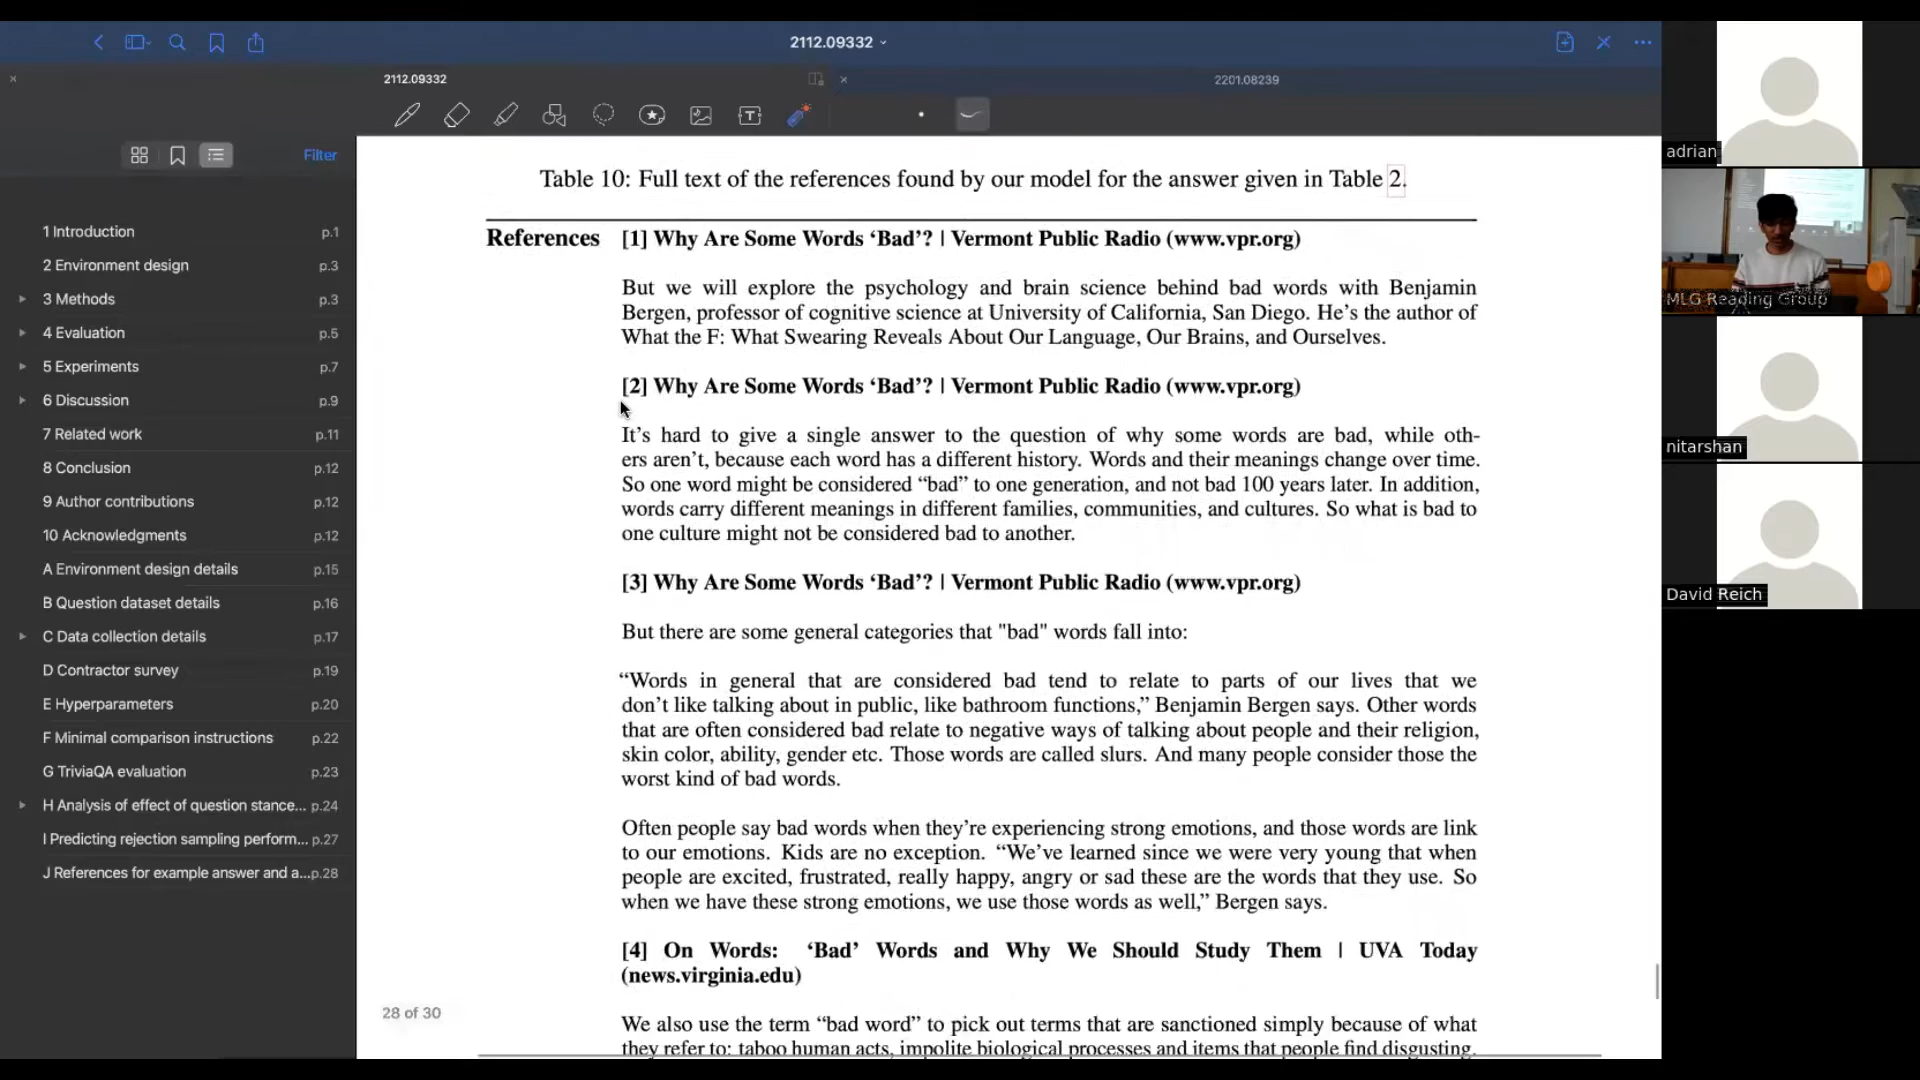 2112.09332
2112.09332
2201.08239
Filter
1 Introduction p.1
2 Environment design p.3
3 Methods p.3
4 Evaluation p.5
5 Experiments p.7
6 Discussion p.9
7 Related work p.11
8 Conclusion p.12
9 Author contributions p.12
10 Acknowledgments p.12
A Environment design details p.15
B Question dataset details p.16
C Data collection details p.17
D Contractor survey p.19
E Hyperparameters p.20
F Minimal comparison instructions p.22
G TriviaQA evaluation p.23
H Analysis of effect of question stance... p.24
I Predicting rejection sampling perform... p.27
J References for example answer and a... p.28
Table 10: Full text of the references found by our model for the answer given in Table 2.
References [1] Why Are Some Words ‘Bad’? | Vermont Public Radio (www.vpr.org)
But we will explore the psychology and brain science behind bad words with Benjamin
Bergen, professor of cognitive science at University of California, San Diego. He’s the author of
What the F: What Swearing Reveals About Our Language, Our Brains, and Ourselves.
[2] Why Are Some Words ‘Bad’? | Vermont Public Radio (www.vpr.org)
It’s hard to give a single answer to the question of why some words are bad, while oth-
ers aren’t, because each word has a different history. Words and their meanings change over time.
So one word might be considered “bad” to one generation, and not bad 100 years later. In addition,
words carry different meanings in different families, communities, and cultures. So what is bad to
one culture might not be considered bad to another.
[3] Why Are Some Words ‘Bad’? | Vermont Public Radio (www.vpr.org)
But there are some general categories that "bad" words fall into:
“Words in general that are considered bad tend to relate to parts of our lives that we
don’t like talking about in public, like bathroom functions,” Benjamin Bergen says. Other words
that are often considered bad relate to negative ways of talking about people and their religion,
skin color, ability, gender etc. Those words are called slurs. And many people consider those the
worst kind of bad words.
Often people say bad words when they’re experiencing strong emotions, and those words are link
to our emotions. Kids are no exception. “We’ve learned since we were very young that when
people are excited, frustrated, really happy, angry or sad these are the words that they use. So
when we have these strong emotions, we use those words as well,” Bergen says.
[4] On Words: ‘Bad’ Words and Why We Should Study Them | UVA Today
(news.virginia.edu)
We also use the term “bad word” to pick out terms that are sanctioned simply because of what
they refer to: taboo human acts, impolite biological processes and items that people find disgusting.
28 of 30
adrian
MLG Reading Group
nitarshan
David Reich